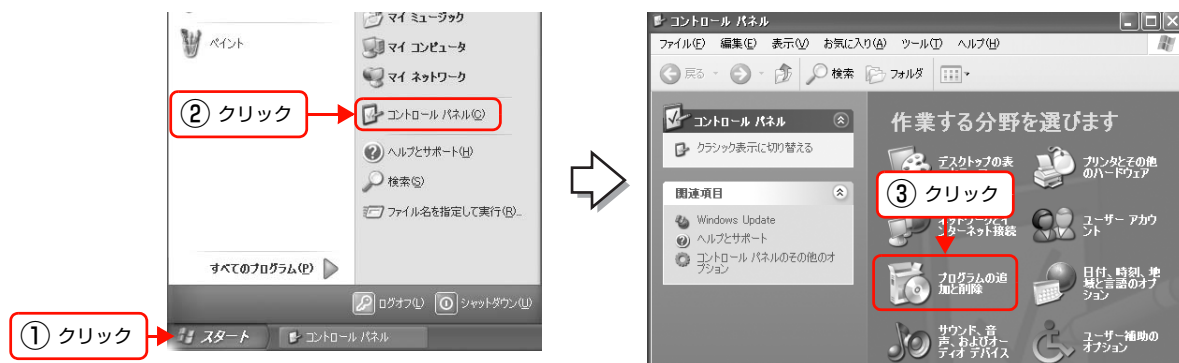 マイ ミュージック
ペイント
マイ コンピュータ
マイ ネットワーク
② クリック
コントロール パネル(C)
ヘルプとサポート(H)
検索(S)
ファイル名を指定して実行(R)...
すべてのプログラム(P)
ログオフ(L)
シャットダウン(U)
① クリック
スタート
コントロール パネル
コントロール パネル
ファイル(F) 編集(E) 表示(V) お気に入り(A) ツール(T) ヘルプ(H)
戻る
検索
フォルダ
コントロール パネル
クラシック表示に切り替える
関連項目
Windows Update
ヘルプとサポート
コントロール パネルのその他のオ
プション
作業する分野を選びます
デスクトップの表
プリンタとその他
のハードウェア
③ クリック
ネットワークとイ
ンターネット接続
ユーザー アカウ
ント
プログラムの追
加と削除
日付、時刻、地
域と言語のオプ
ション
サウンド、音
声、およびオー
ディオ デバイス
ユーザー補助の
オプション